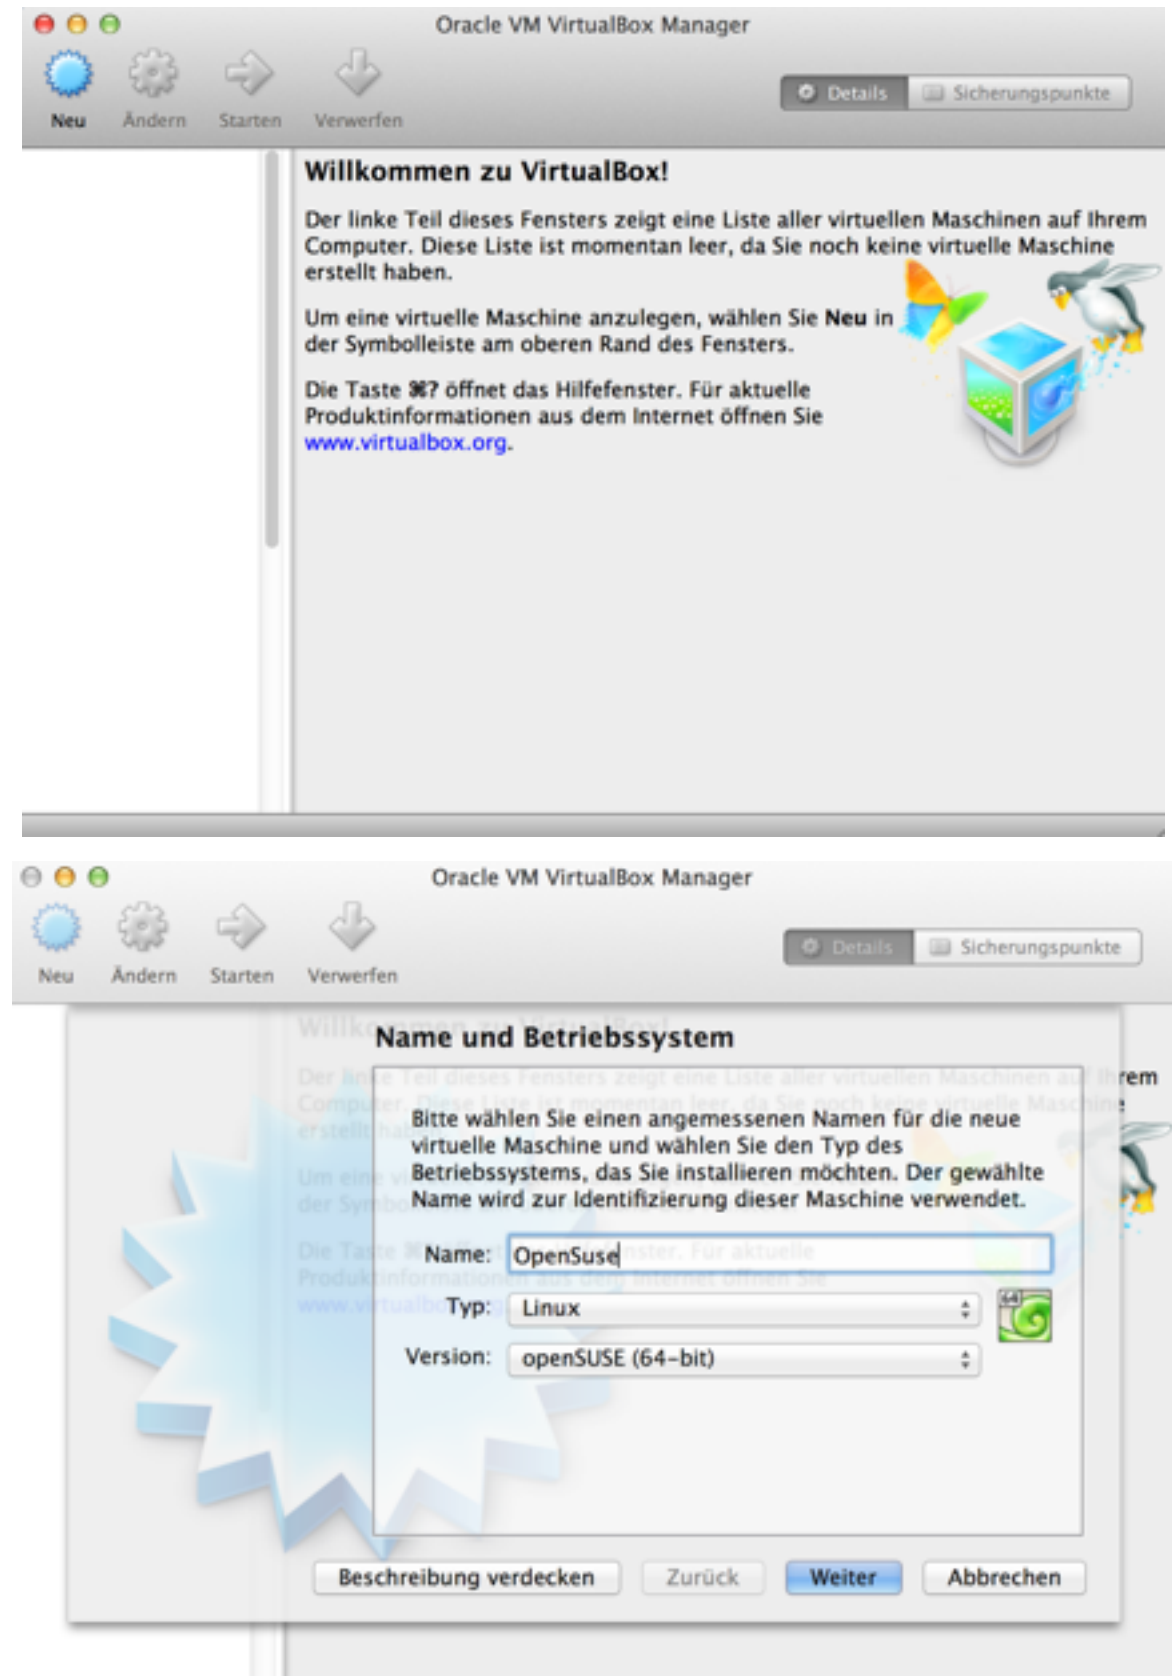 Oracle VM VirtualBox Manager
Neu Ändern Starten Verwerfen Details Sicherungspunkte
Willkommen zu VirtualBox!
Der linke Teil dieses Fensters zeigt eine Liste aller virtuellen Maschinen auf Ihrem
Computer. Diese Liste ist momentan leer, da Sie noch keine virtuelle Maschine
erstellt haben.
Um eine virtuelle Maschine anzulegen, wählen Sie Neu in
der Symbolleiste am oberen Rand des Fensters.
Die Taste ⌘? öffnet das Hilfefenster. Für aktuelle
Produktinformationen aus dem Internet öffnen Sie
www.virtualbox.org.
Oracle VM VirtualBox Manager
Neu Ändern Starten Verwerfen Details Sicherungspunkte
Name und Betriebssystem
Bitte wählen Sie einen angemessenen Namen für die neue
virtuelle Maschine und wählen Sie den Typ des
Betriebssystems, das Sie installieren möchten. Der gewählte
Name wird zur Identifizierung dieser Maschine verwendet.
Name: OpenSuse
Typ: Linux
64
Version: openSUSE (64-bit)
Beschreibung verdecken Zurück Weiter Abbrechen